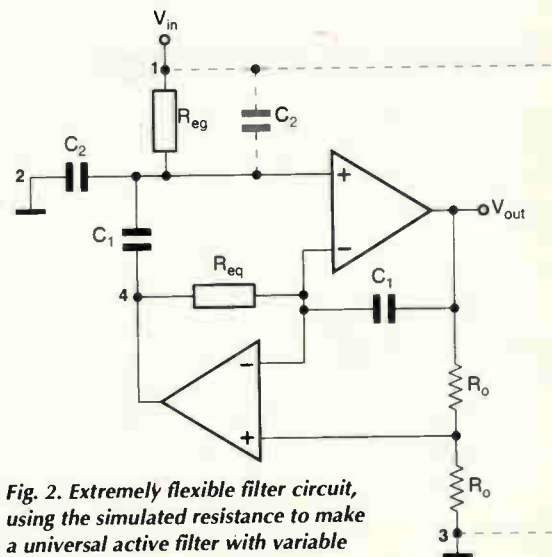 V_in
1
R_eg
C_2
C_2
2
+
V_out
−
C_1
R_eq
C_1
4
−
R_o
+
R_o
3
Fig. 2. Extremely flexible filter circuit,
using the simulated resistance to make
a universal active filter with variable